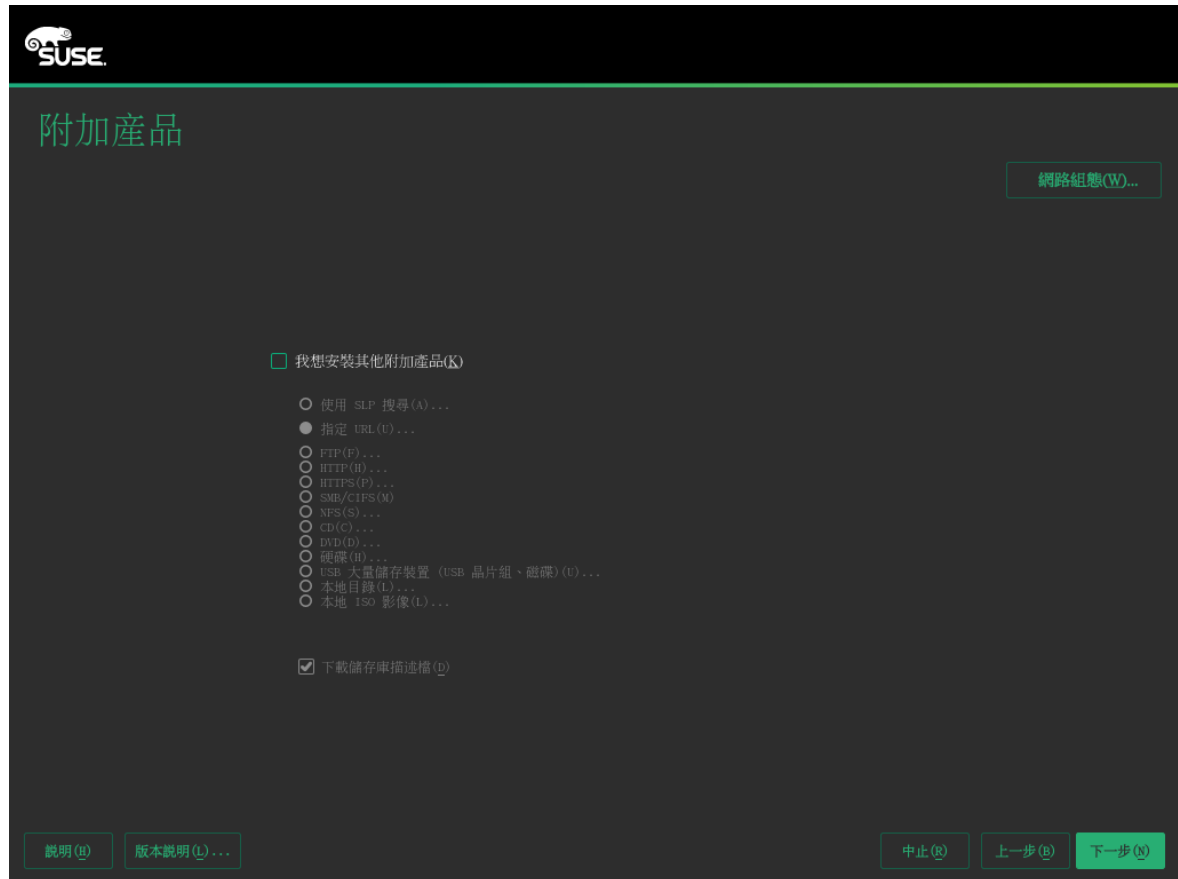 SUSE.
附加産品
網路組態(W)...
我想安裝其他附加產品(K)
使用 SLP 搜尋(A)...
指定 URL(U)...
FTP(F)...
HTTP(H)...
HTTPS(P)...
SMB/CIFS(M)
NFS(S)...
CD(C)...
DVD(D)...
硬碟(H)...
USB 大量儲存裝置 (USB 晶片組、磁碟)(U)...
本地目錄(L)...
本地 ISO 影像(L)...
下載儲存庫描述檔(D)
說明(H) 版本說明(L)... 中止(R) 上一步(B) 下一步(N)